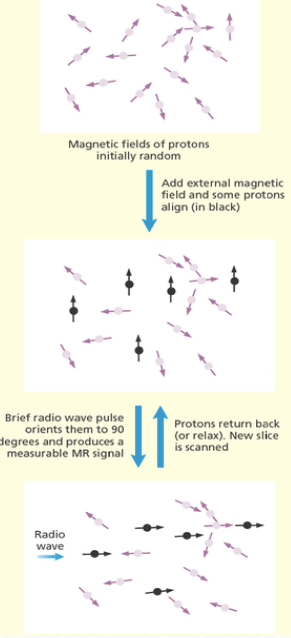 Magnetic fields of protons
initially random
Add external magnetic
field and some protons
align (in black)
Brief radio wave pulse
orients them to 90
degrees and produces a
measurable MR signal
Protons return back
(or relax). New slice
is scanned
Radio
wave